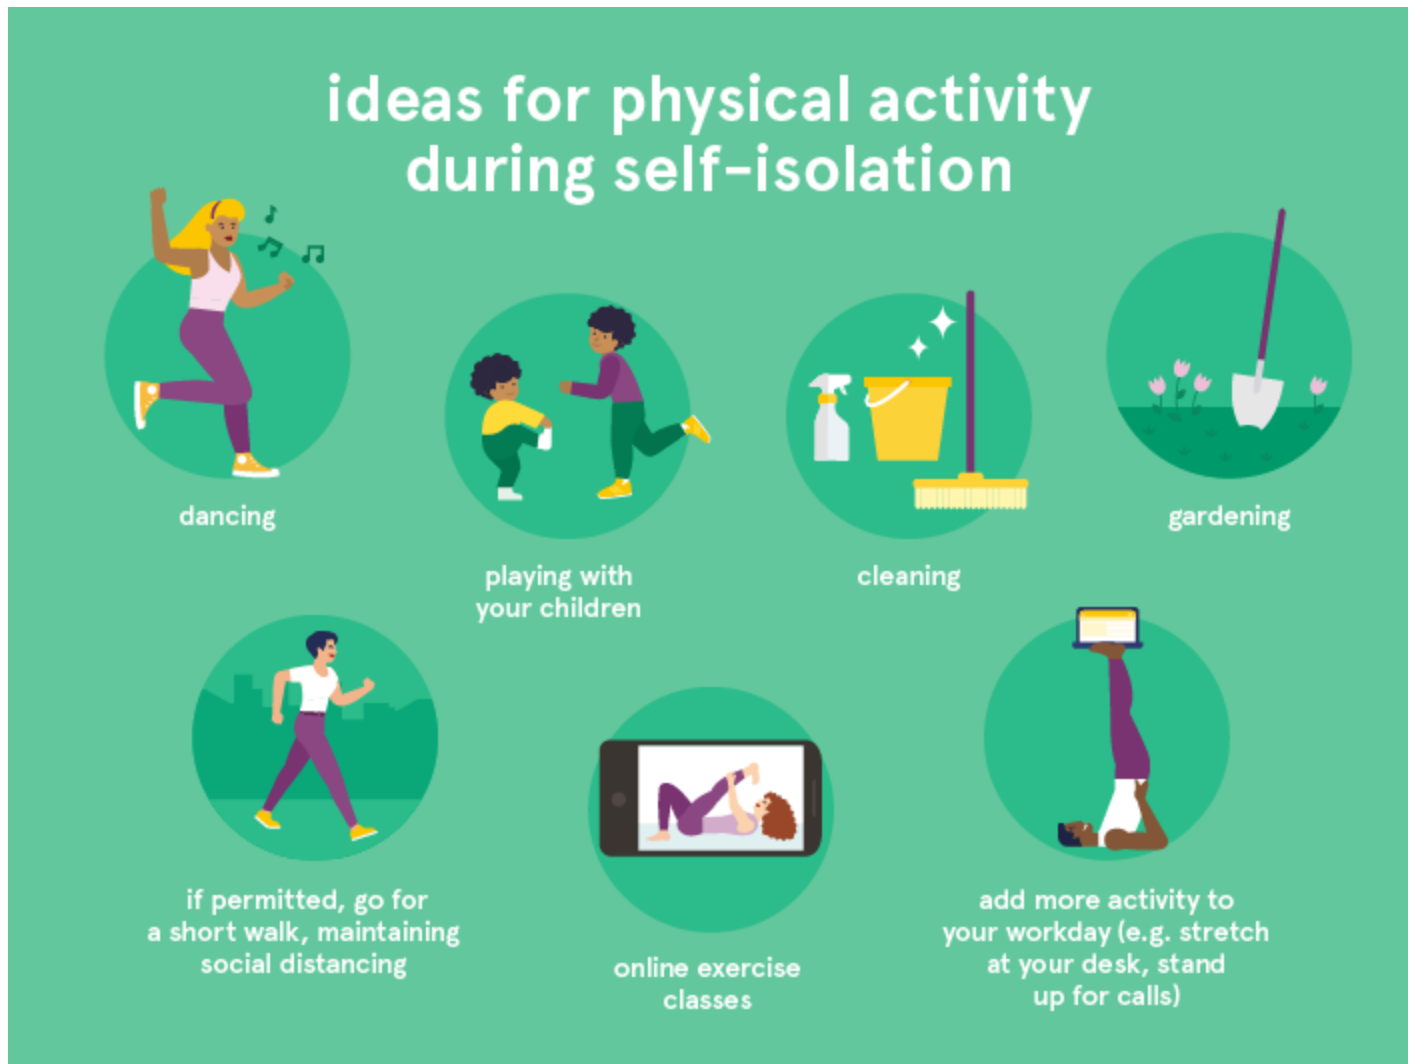 ideas for physical activity
during self-isolation
dancing
playing with
your children
cleaning
gardening
if permitted, go for
a short walk, maintaining
social distancing
online exercise
classes
add more activity to
your workday (e.g. stretch
at your desk, stand
up for calls)